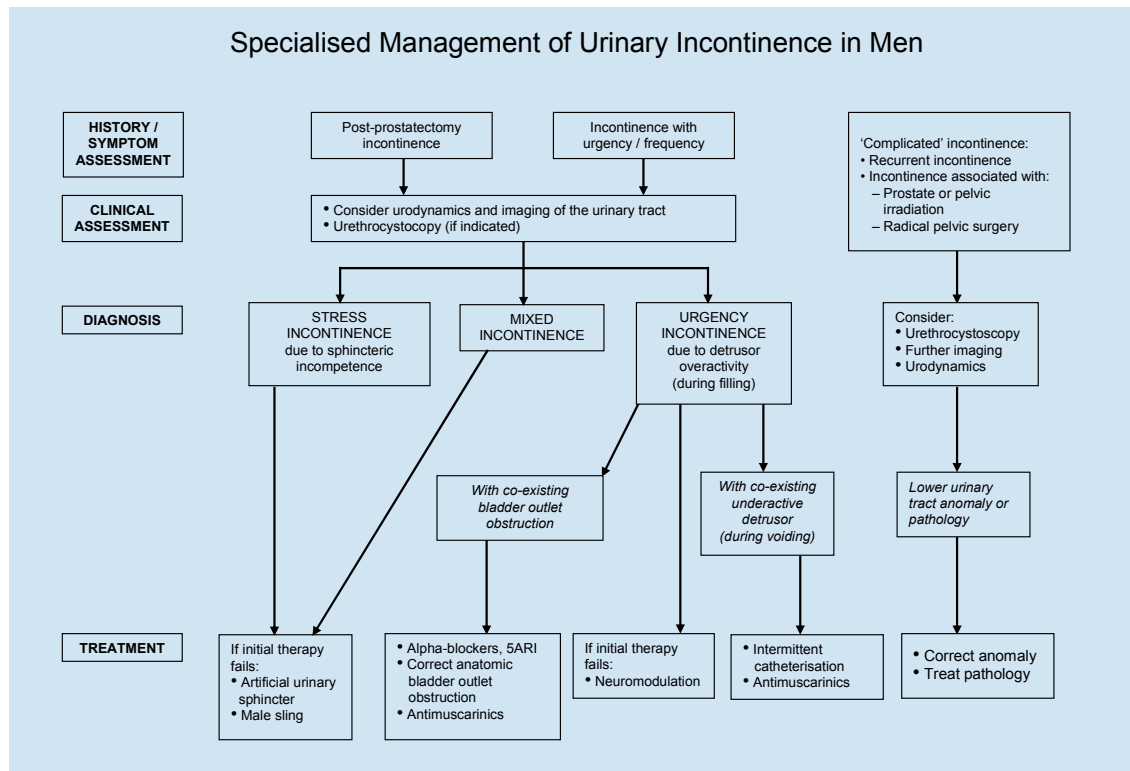 Specialised Management of Urinary Incontinence in Men
HISTORY /
SYMPTOM
ASSESSMENT
Post-prostatectomy
incontinence
Incontinence with
urgency / frequency
‘Complicated’ incontinence:
• Recurrent incontinence
• Incontinence associated with:
– Prostate or pelvic
irradiation
– Radical pelvic surgery
CLINICAL
ASSESSMENT
• Consider urodynamics and imaging of the urinary tract
• Urethrocystocopy (if indicated)
DIAGNOSIS
STRESS
INCONTINENCE
due to sphincteric
incompetence
MIXED
INCONTINENCE
URGENCY
INCONTINENCE
due to detrusor
overactivity
(during filling)
Consider:
• Urethrocystoscopy
• Further imaging
• Urodynamics
With co-existing
bladder outlet
obstruction
With co-existing
underactive
detrusor
(during voiding)
Lower urinary
tract anomaly or
pathology
TREATMENT
If initial therapy
fails:
• Artificial urinary
sphincter
• Male sling
• Alpha-blockers, 5ARI
• Correct anatomic
bladder outlet
obstruction
• Antimuscarinics
If initial therapy
fails:
• Neuromodulation
• Intermittent
catheterisation
• Antimuscarinics
• Correct anomaly
• Treat pathology